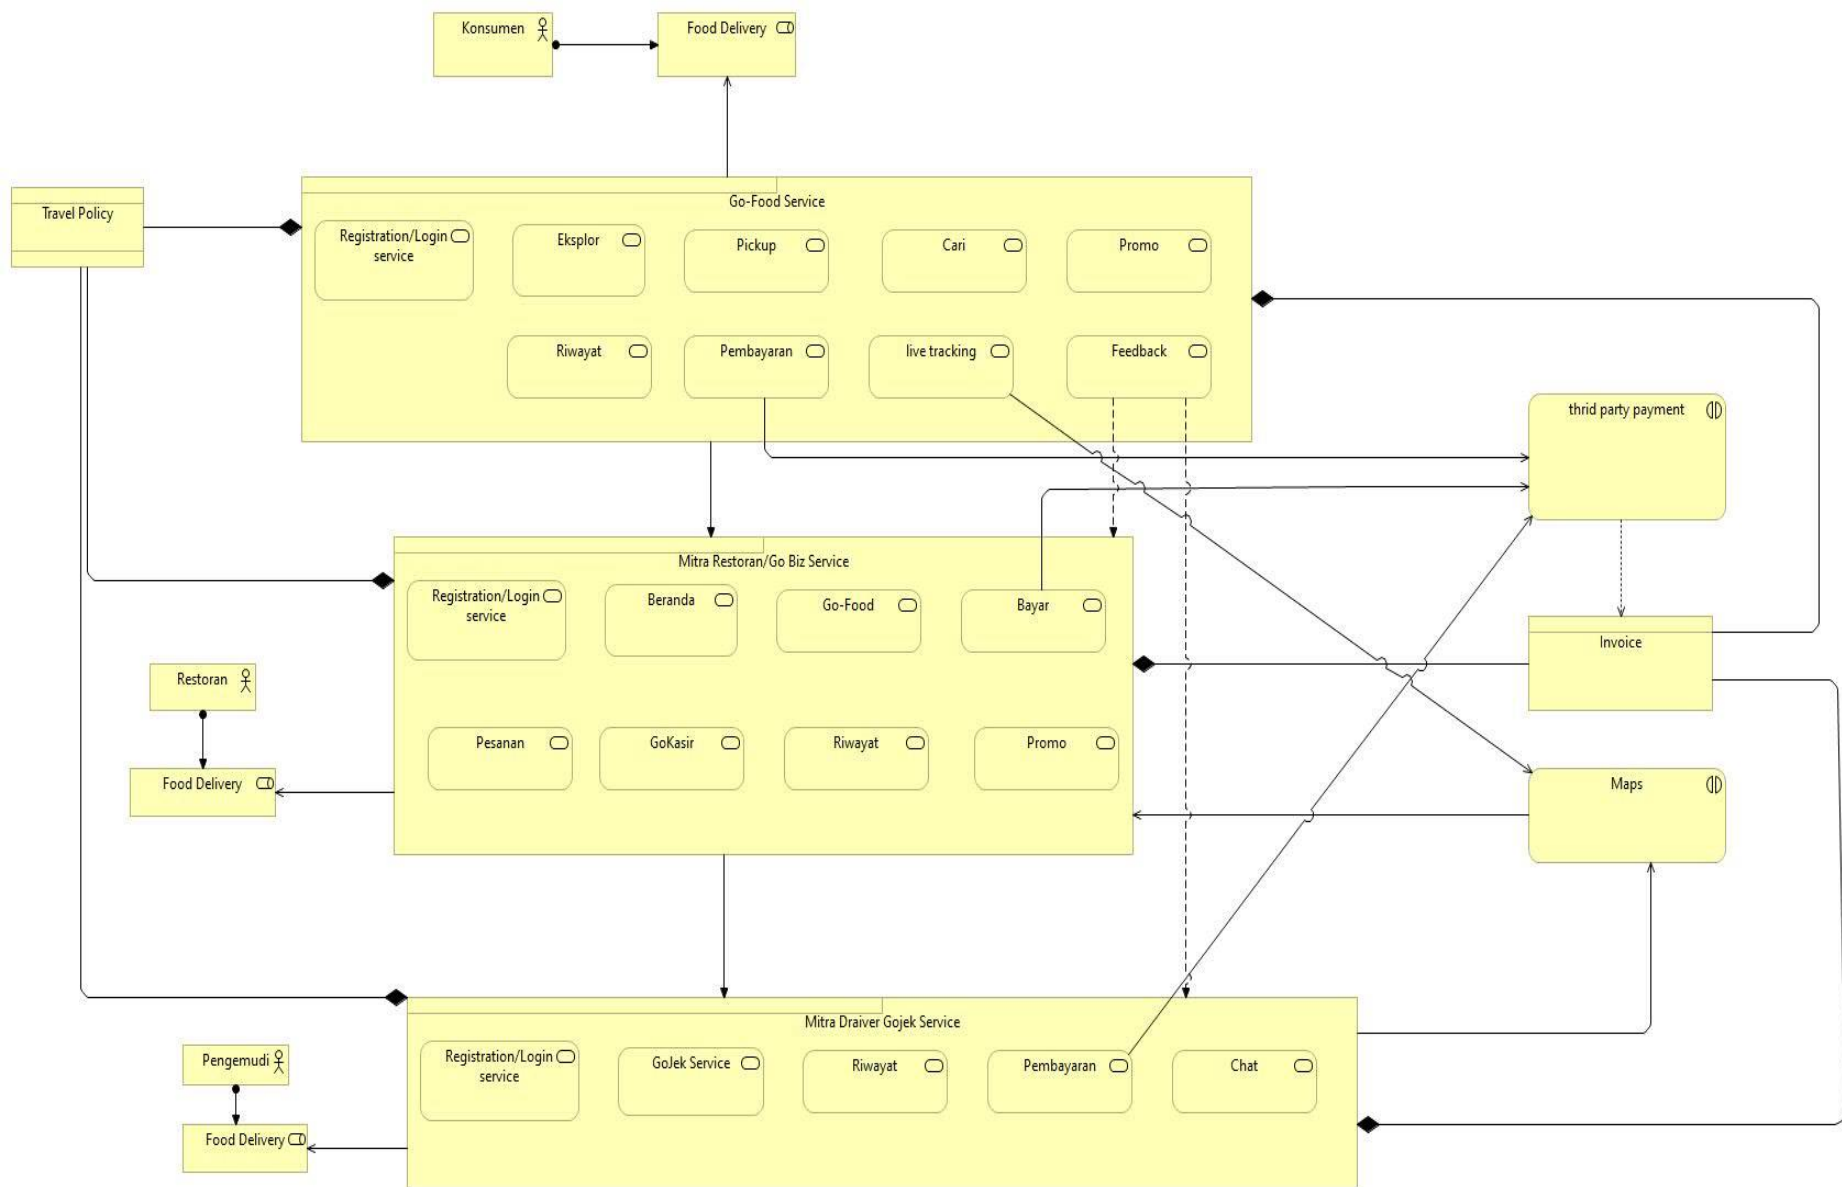 Konsumen
Food Delivery
Travel Policy
Go-Food Service
Registration/Login
service
Eksplor
Pickup
Cari
Promo
Riwayat
Pembayaran
live tracking
Feedback
thrid party payment
Mitra Restoran/Go Biz Service
Registration/Login
service
Beranda
Go-Food
Bayar
Invoice
Restoran
Food Delivery
Pesanan
GoKasir
Riwayat
Promo
Maps
Mitra Draiver Gojek Service
Pengemudi
Food Delivery
Registration/Login
service
GoJek Service
Riwayat
Pembayaran
Chat